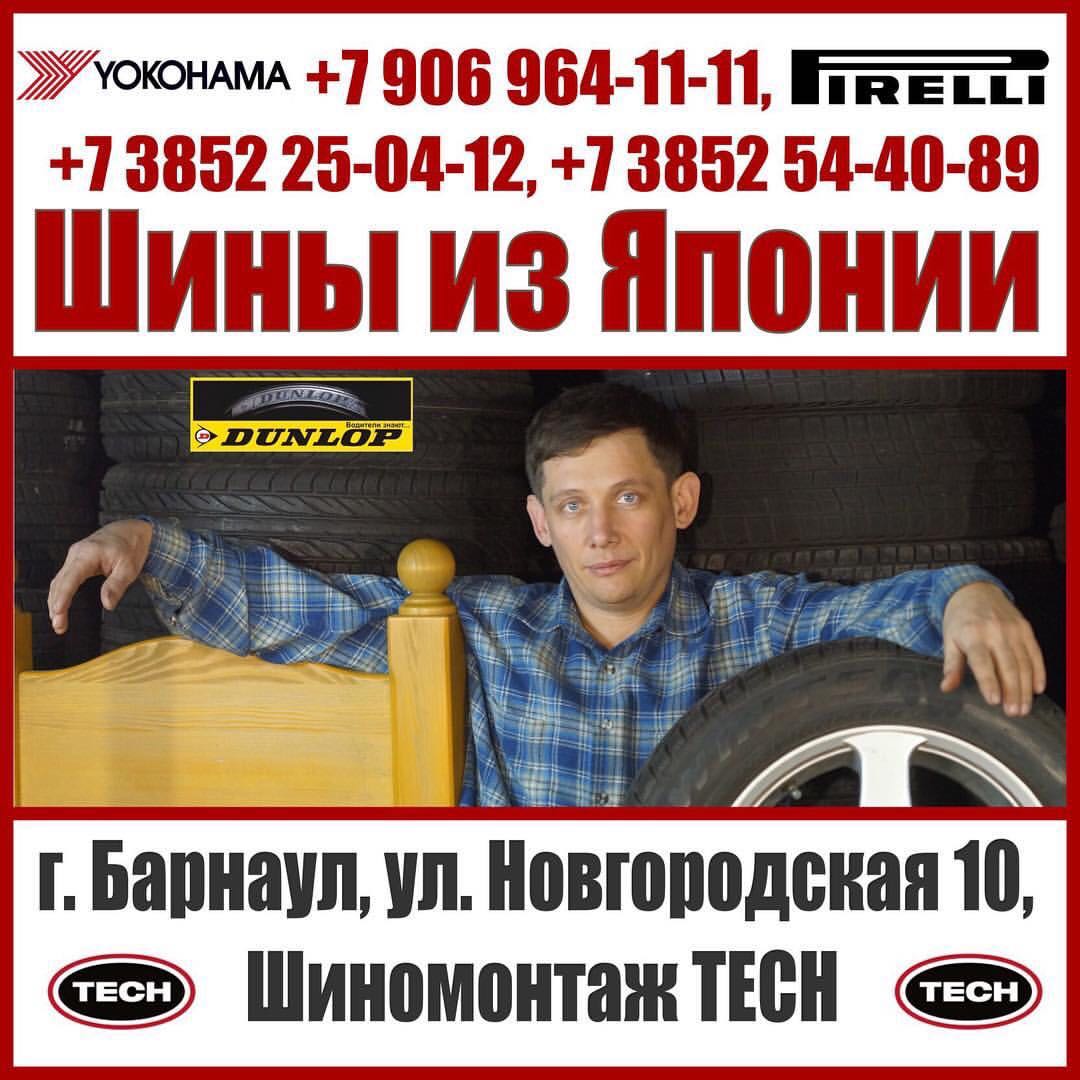 YOKOHAMA +7 906 964-11-11, PIRELLI
+7 3852 25-04-12, +7 3852 54-40-89
Шины из Японии
DUNLOP
Водители знают...
D DUNLOP
г. Барнаул, ул. Новгородская 10,
TECH Шиномонтаж TECH TECH